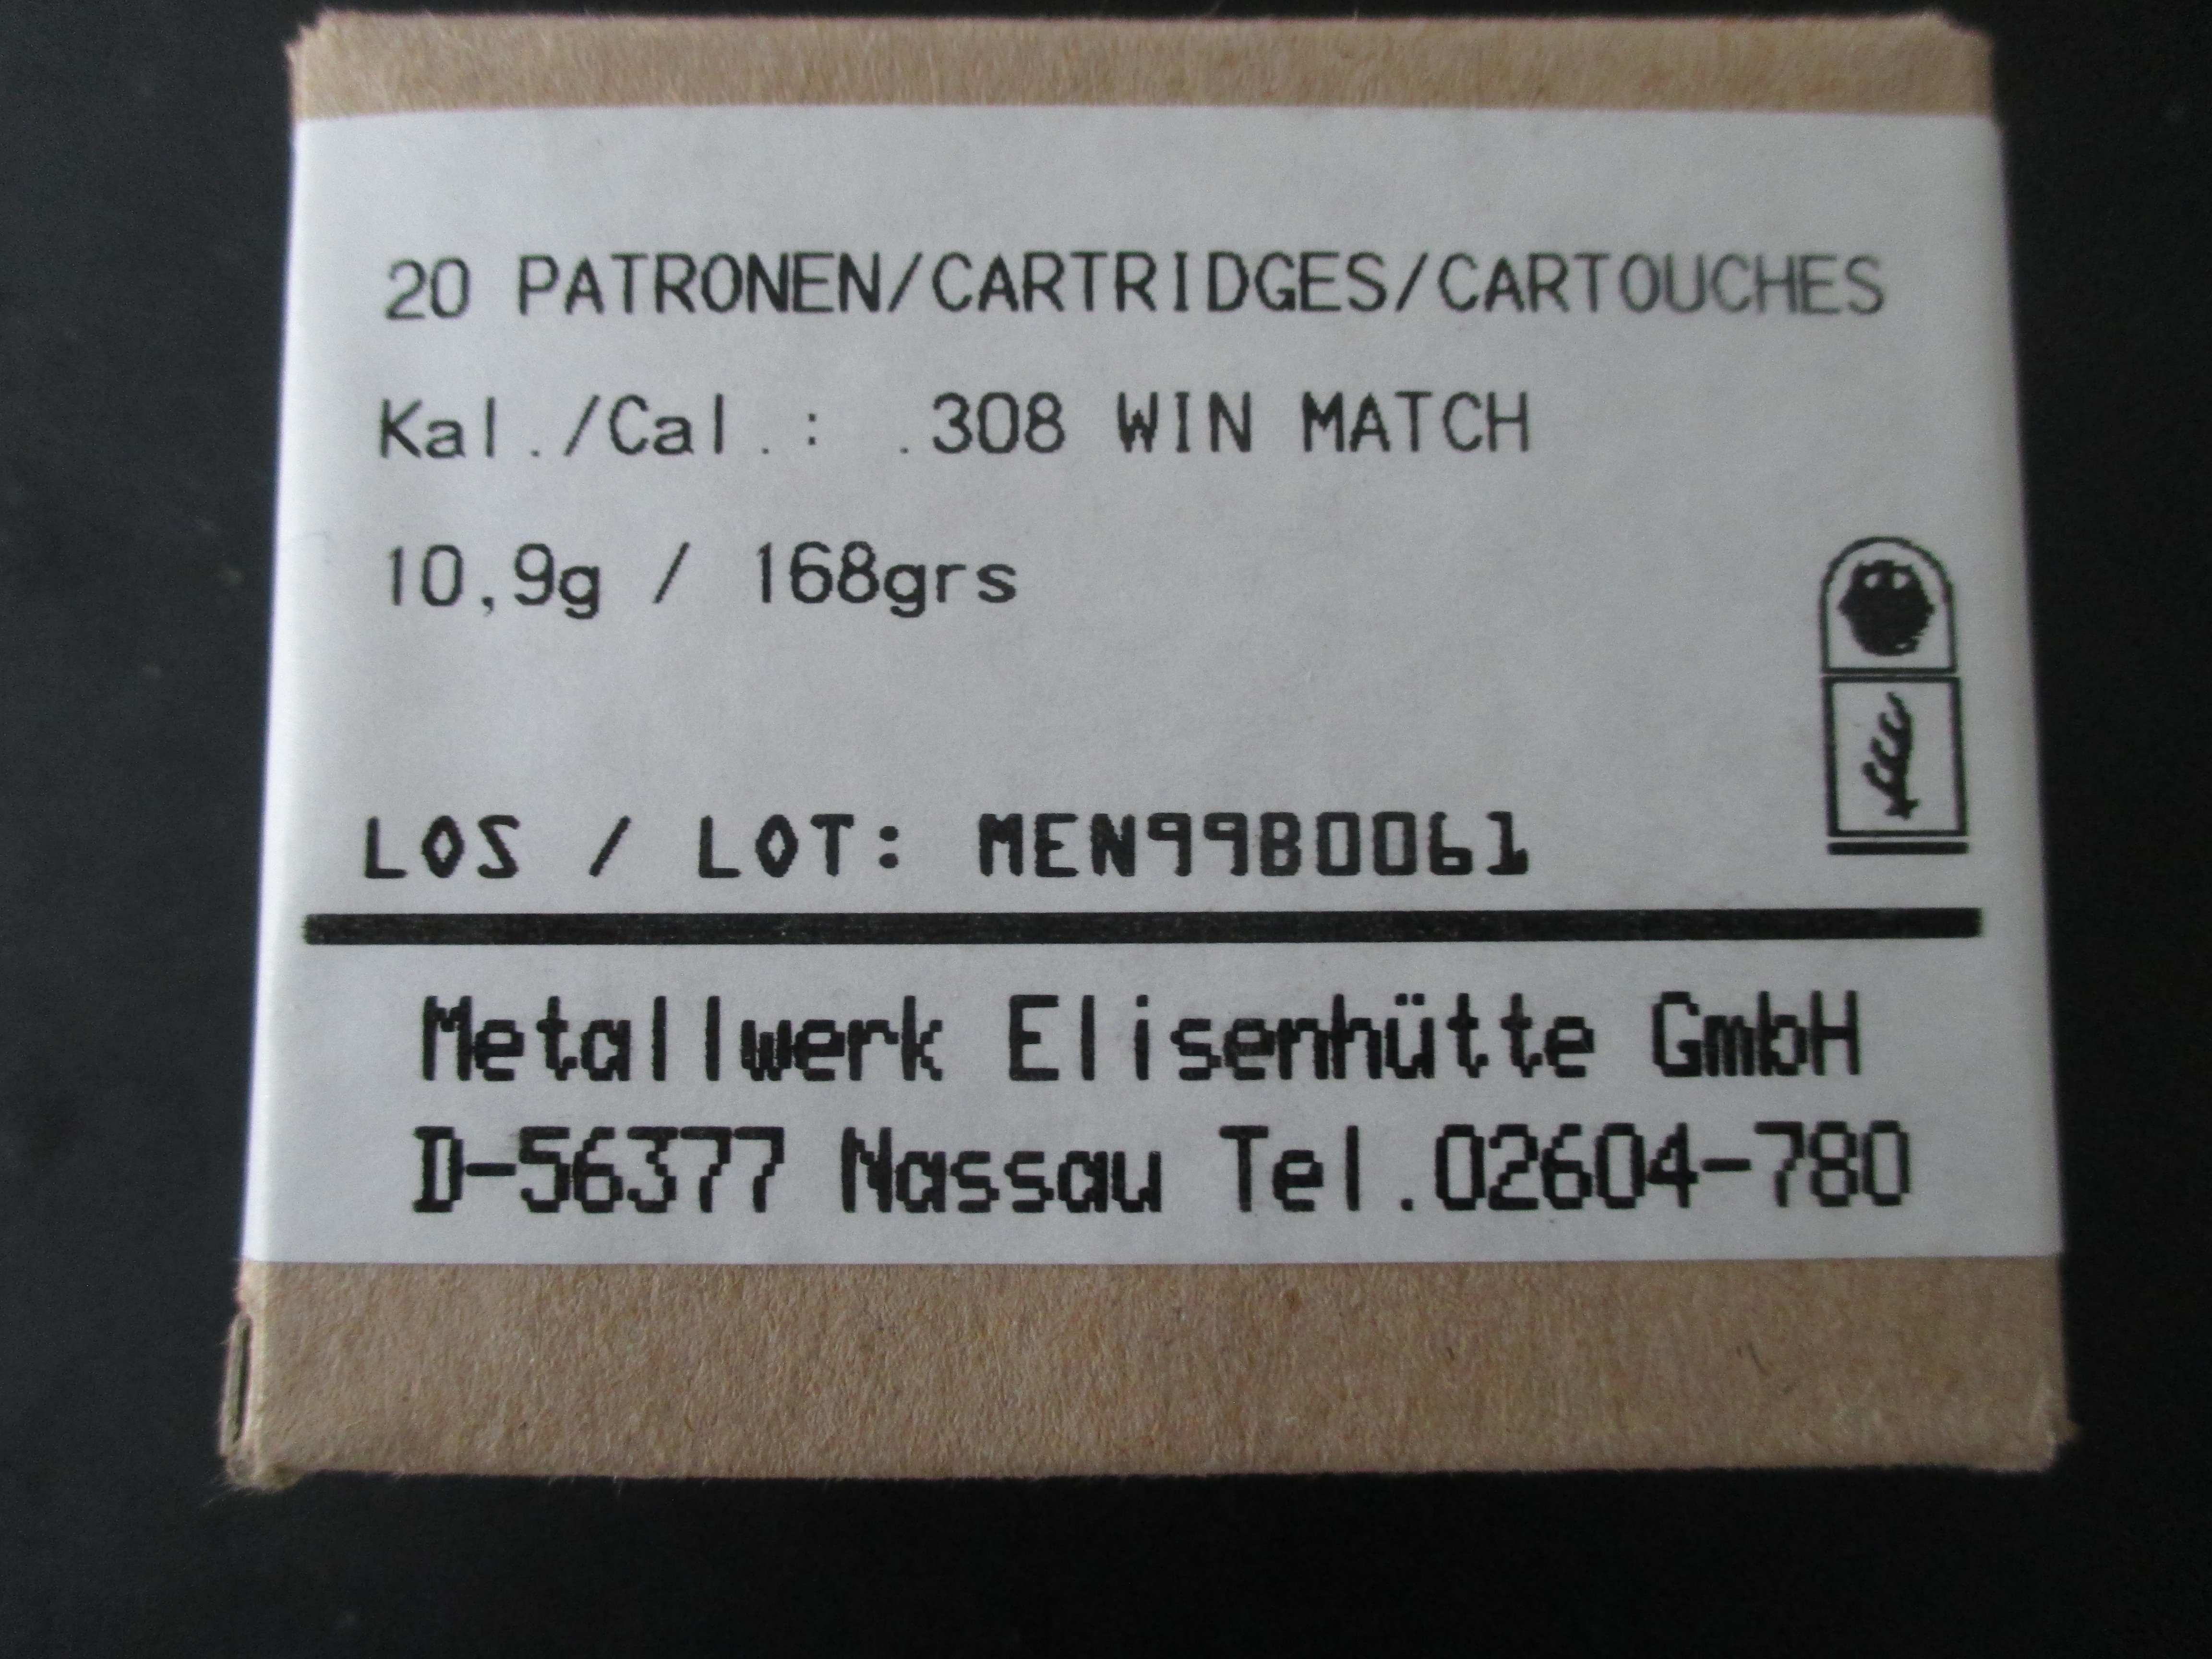 20 PATRONEN/CARTRIDGES/CARTOUCHES
Kal./Cal.: .308 WIN MATCH
10,9g / 168grs
LOS / LOT: MEN99B0061
Metallwerk Elisenhütte GmbH
D-56377 Nassau Tel.02604-780